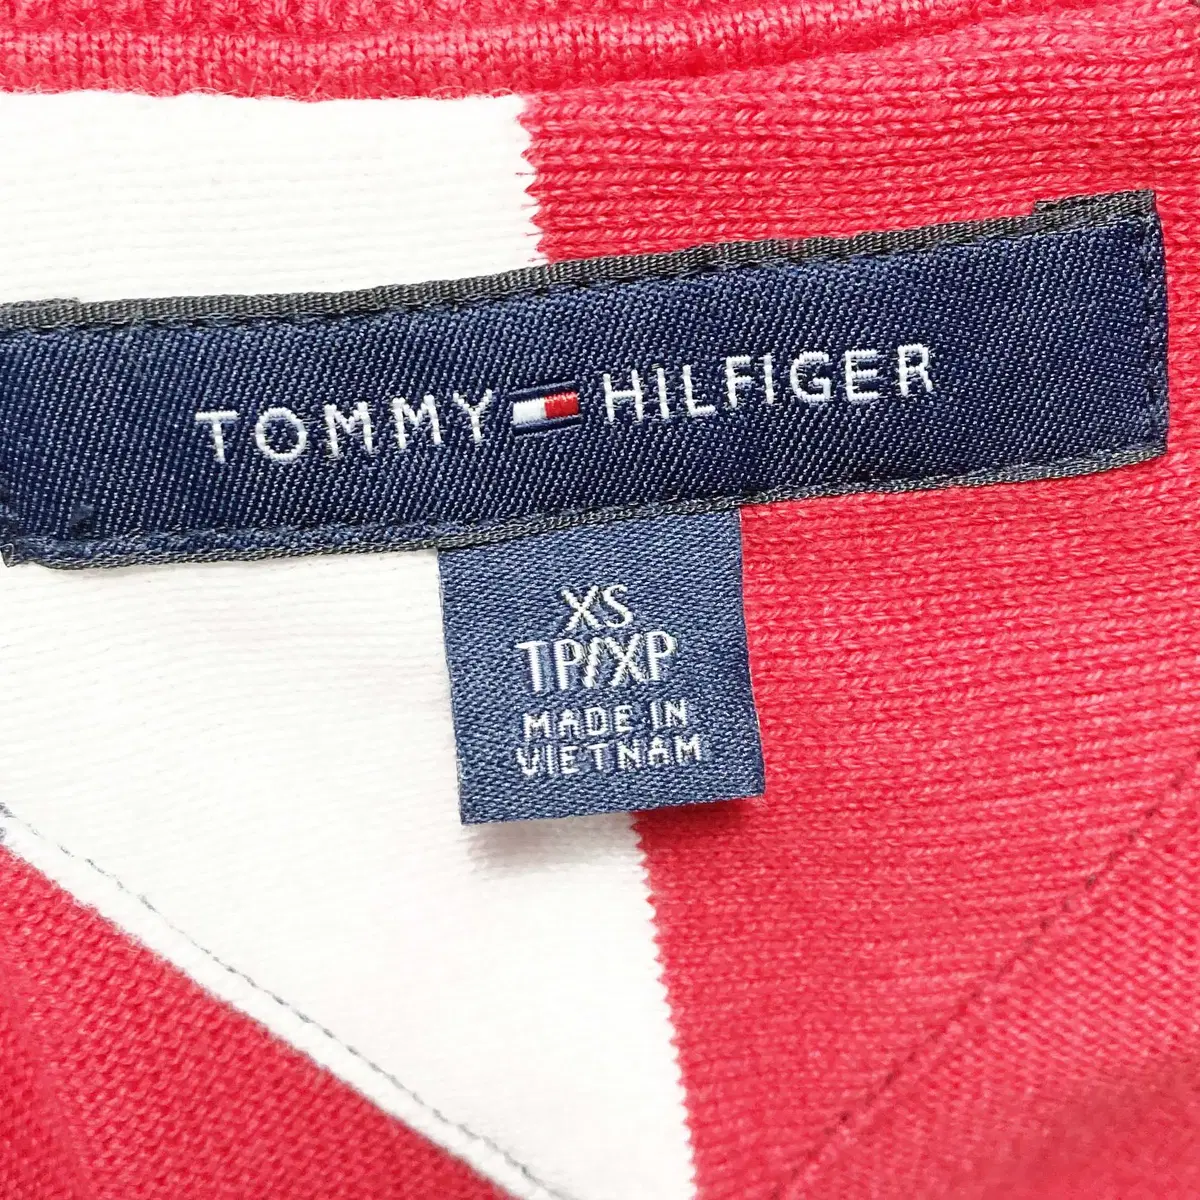 TOMMY HILFIGER
XS
TP/XP
MADE IN
VIETNAM